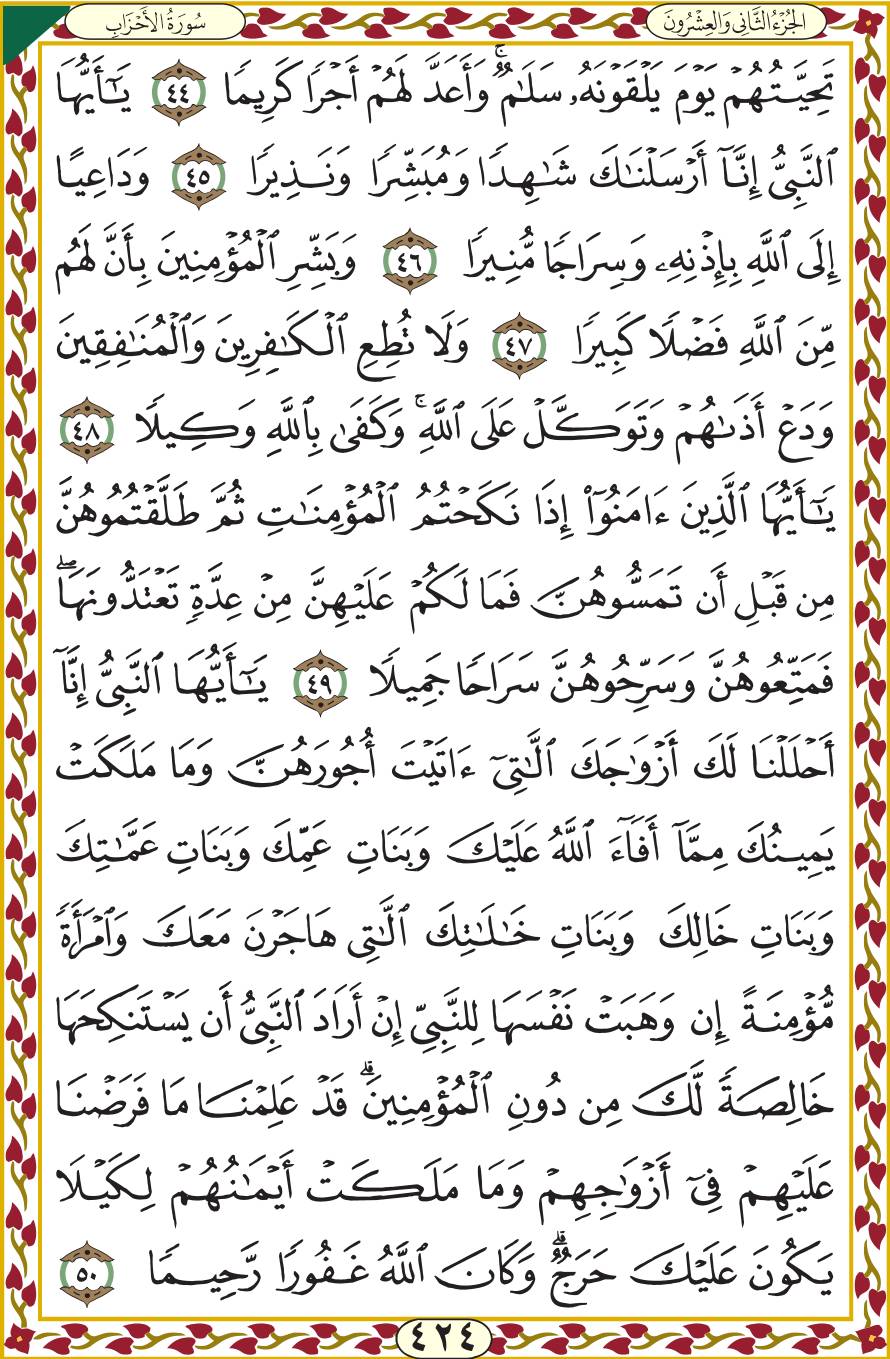 الجُزْءُ الثَّانِي وَالعِشْرُونَ
سُورَةُ الأَحْزَابِ
تَحِيَّتُهُمْ يَوْمَ يَلْقَوْنَهُۥ سَلَٰمٌۚ وَأَعَدَّ لَهُمْ أَجْرًا كَرِيمًا ٤٤ يَٰٓأَيُّهَا
ٱلنَّبِىُّ إِنَّآ أَرْسَلْنَٰكَ شَٰهِدًا وَمُبَشِّرًا وَنَذِيرًا ٤٥ وَدَاعِيًا
إِلَى ٱللَّهِ بِإِذْنِهِۦ وَسِرَاجًا مُّنِيرًا ٤٦ وَبَشِّرِ ٱلْمُؤْمِنِينَ بِأَنَّ لَهُم
مِّنَ ٱللَّهِ فَضْلًا كَبِيرًا ٤٧ وَلَا تُطِعِ ٱلْكَٰفِرِينَ وَٱلْمُنَٰفِقِينَ
وَدَعْ أَذَىٰهُمْ وَتَوَكَّلْ عَلَى ٱللَّهِۚ وَكَفَىٰ بِٱللَّهِ وَكِيلًا ٤٨
يَٰٓأَيُّهَا ٱلَّذِينَ ءَامَنُوٓا۟ إِذَا نَكَحْتُمُ ٱلْمُؤْمِنَٰتِ ثُمَّ طَلَّقْتُمُوهُنَّ
مِن قَبْلِ أَن تَمَسُّوهُنَّ فَمَا لَكُمْ عَلَيْهِنَّ مِنْ عِدَّةٍ تَعْتَدُّونَهَاۖ
فَمَتِّعُوهُنَّ وَسَرِّحُوهُنَّ سَرَاحًا جَمِيلًا ٤٩ يَٰٓأَيُّهَا ٱلنَّبِىُّ إِنَّآ
أَحْلَلْنَا لَكَ أَزْوَٰجَكَ ٱلَّٰتِىٓ ءَاتَيْتَ أُجُورَهُنَّ وَمَا مَلَكَتْ
يَمِينُكَ مِمَّآ أَفَآءَ ٱللَّهُ عَلَيْكَ وَبَنَاتِ عَمِّكَ وَبَنَاتِ عَمَّٰتِكَ
وَبَنَاتِ خَالِكَ وَبَنَاتِ خَٰلَٰتِكَ ٱلَّٰتِى هَاجَرْنَ مَعَكَ وَٱمْرَأَةً
مُّؤْمِنَةً إِن وَهَبَتْ نَفْسَهَا لِلنَّبِىِّ إِنْ أَرَادَ ٱلنَّبِىُّ أَن يَسْتَنكِحَهَا
خَالِصَةً لَّكَ مِن دُونِ ٱلْمُؤْمِنِينَۗ قَدْ عَلِمْنَا مَا فَرَضْنَا
عَلَيْهِمْ فِىٓ أَزْوَٰجِهِمْ وَمَا مَلَكَتْ أَيْمَٰنُهُمْ لِكَيْلَا
يَكُونَ عَلَيْكَ حَرَجٌۗ وَكَانَ ٱللَّهُ غَفُورًا رَّحِيمًا ٥٠
٤٢٤